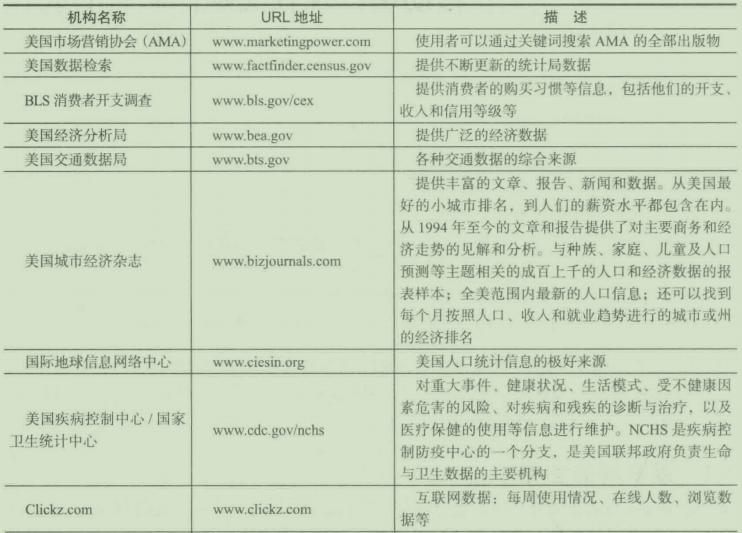 机构名称 URL 地址 描 述
美国市场营销协会（AMA） www.marketingpower.com 使用者可以通过关键词搜索 AMA 的全部出版物
美国数据检索 www.factfinder.census.gov 提供不断更新的统计局数据
BLS 消费者开支调查 www.bls.gov/cex 提供消费者的购买习惯等信息，包括他们的开支、
收入和信用等级等
美国经济分析局 www.bea.gov 提供广泛的经济数据
美国交通数据局 www.bts.gov 各种交通数据的综合来源
美国城市经济杂志 www.bizjournals.com 提供丰富的文章、报告、新闻和数据。从美国最
好的小城市排名，到人们的薪资水平都包含在内。
从 1994 年至今的文章和报告提供了对主要商务和经
济走势的见解和分析。与种族、家庭、儿童及人口
预测等主题相关的成百上千的人口和经济数据的报
表样本；全美范围内最新的人口信息；还可以找到
每个月按照人口、收入和就业趋势进行的城市或州
的经济排名
国际地球信息网络中心 www.ciesin.org 美国人口统计信息的极好来源
美国疾病控制中心 / 国家
卫生统计中心 www.cdc.gov/nchs 对重大事件、健康状况、生活模式、受不健康因
素危害的风险、对疾病和残疾的诊断与治疗，以及
医疗保健的使用等信息进行维护。NCHS 是疾病控
制防疫中心的一个分支，是美国联邦政府负责生命
与卫生数据的主要机构
Clickz.com www.clickz.com 互联网数据：每周使用情况、在线人数、浏览数
据等